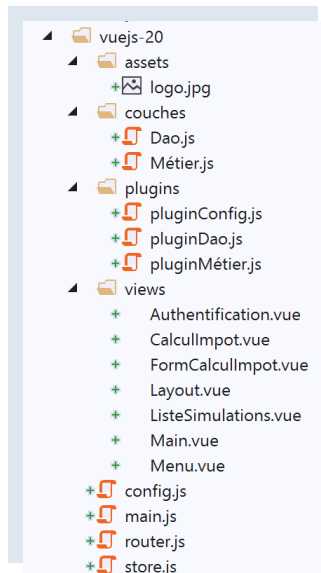 vuejs-20
assets
logo.jpg
couches
Dao.js
Métier.js
plugins
pluginConfig.js
pluginDao.js
pluginMétier.js
views
Authentification.vue
CalculImpot.vue
FormCalculImpot.vue
Layout.vue
ListeSimulations.vue
Main.vue
Menu.vue
config.js
main.js
router.js
store.js